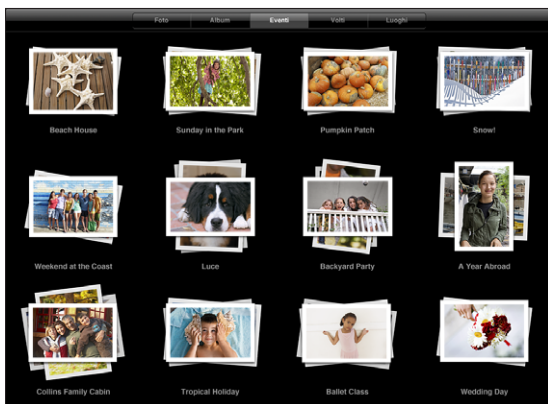 Foto Album Eventi Volti Luoghi
Beach House Sunday in the Park Pumpkin Patch Snow!
Weekend at the Coast Luce Backyard Party A Year Abroad
Collins Family Cabin Tropical Holiday Ballet Class Wedding Day